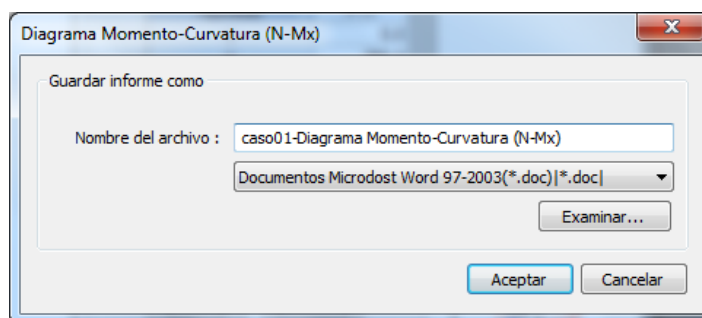 Diagrama Momento-Curvatura (N-Mx)
Guardar informe como
Nombre del archivo : caso01-Diagrama Momento-Curvatura (N-Mx)
Documentos Microdost Word 97-2003(*.doc)|*.doc|
Examinar...
Aceptar Cancelar